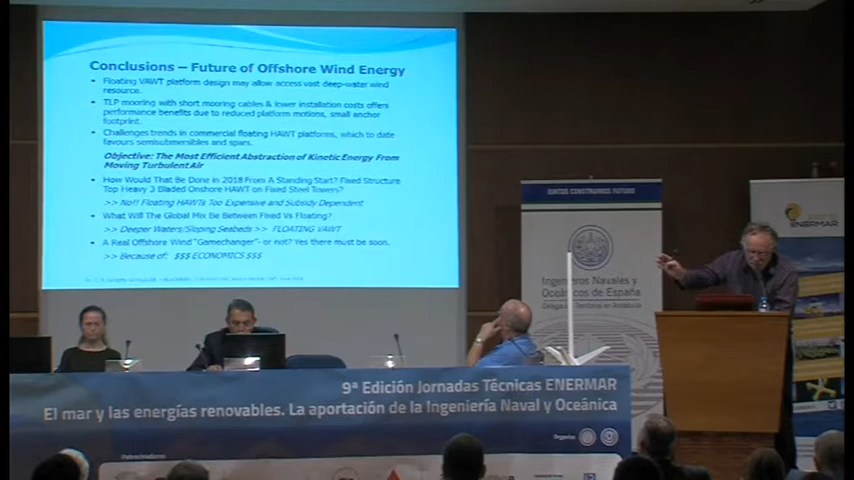 Conclusions – Future of Offshore Wind Energy
• Floating VAWT platform design may allow access vast deep-water wind
resource.
• TLP mooring with short mooring cables & lower installation costs offers
performance benefits due to reduced platform motions, small anchor
footprint.
• Challenges trends in commercial floating HAWT platforms, which to date
favours semisubmersibles and spars.
Objective: The Most Efficient Abstraction of Kinetic Energy From
Moving Turbulent Air
• How Would That Be Done in 2018 From A Standing Start? Fixed Structure
Top Heavy 3 Bladed Onshore HAWT on Fixed Steel Towers?
>> No!! Floating HAWTs Too Expensive and Subsidy Dependent
• What Will The Global Mix Be Between Fixed Vs Floating?
>> Deeper Waters/Sloping Seabeds >> FLOATING VAWT
• A Real Offshore Wind "Gamechanger"- or not? Yes there must be soon.
>> Because of: $$$ ECONOMICS $$$
JUNTOS CONSTRUIMOS FUTURO
Ingenieros Navales y
Oceánicos de España
Delegación Territorial en Andalucía
ENERMAR
9ª Edición Jornadas Técnicas ENERMAR
El mar y las energías renovables. La aportación de la Ingeniería Naval y Oceánica
Organiza
Patrocinadores